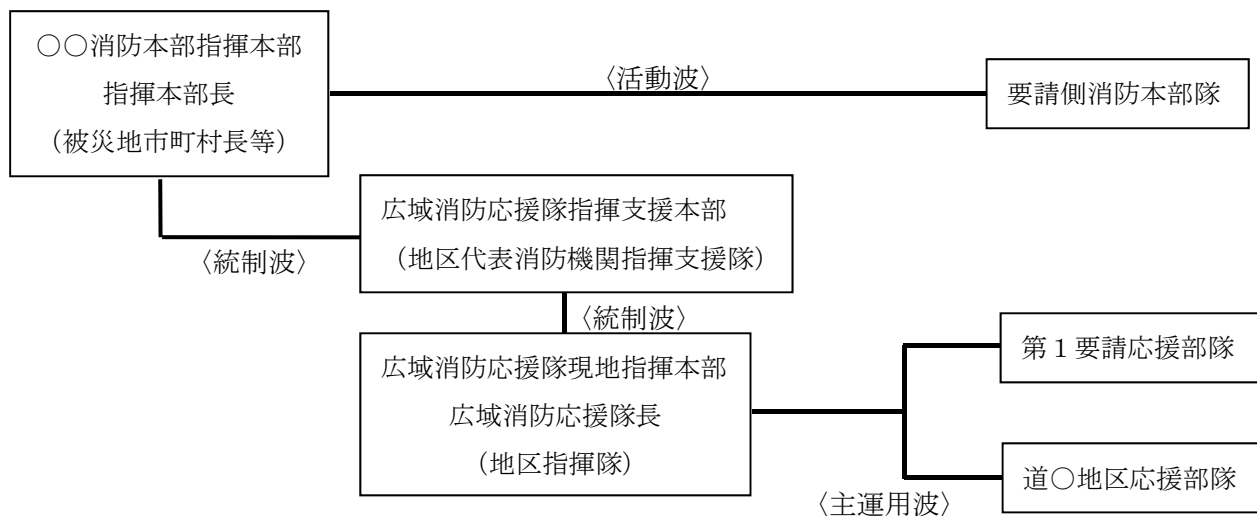 ○○消防本部指揮本部
指揮本部長
（被災地市町村長等）
〈活動波〉
要請側消防本部隊
広域消防応援隊指揮支援本部
（地区代表消防機関指揮支援隊）
〈統制波〉
〈統制波〉
広域消防応援隊現地指揮本部
広域消防応援隊長
（地区指揮隊）
第１要請応援部隊
道○地区応援部隊
〈主運用波〉